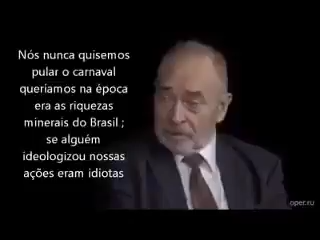 Nós nunca quisemos
pular o carnaval
queríamos na época
era as riquezas
minerais do Brasil ;
se alguém
ideologizou nossas
ações eram idiotas
oper.ru